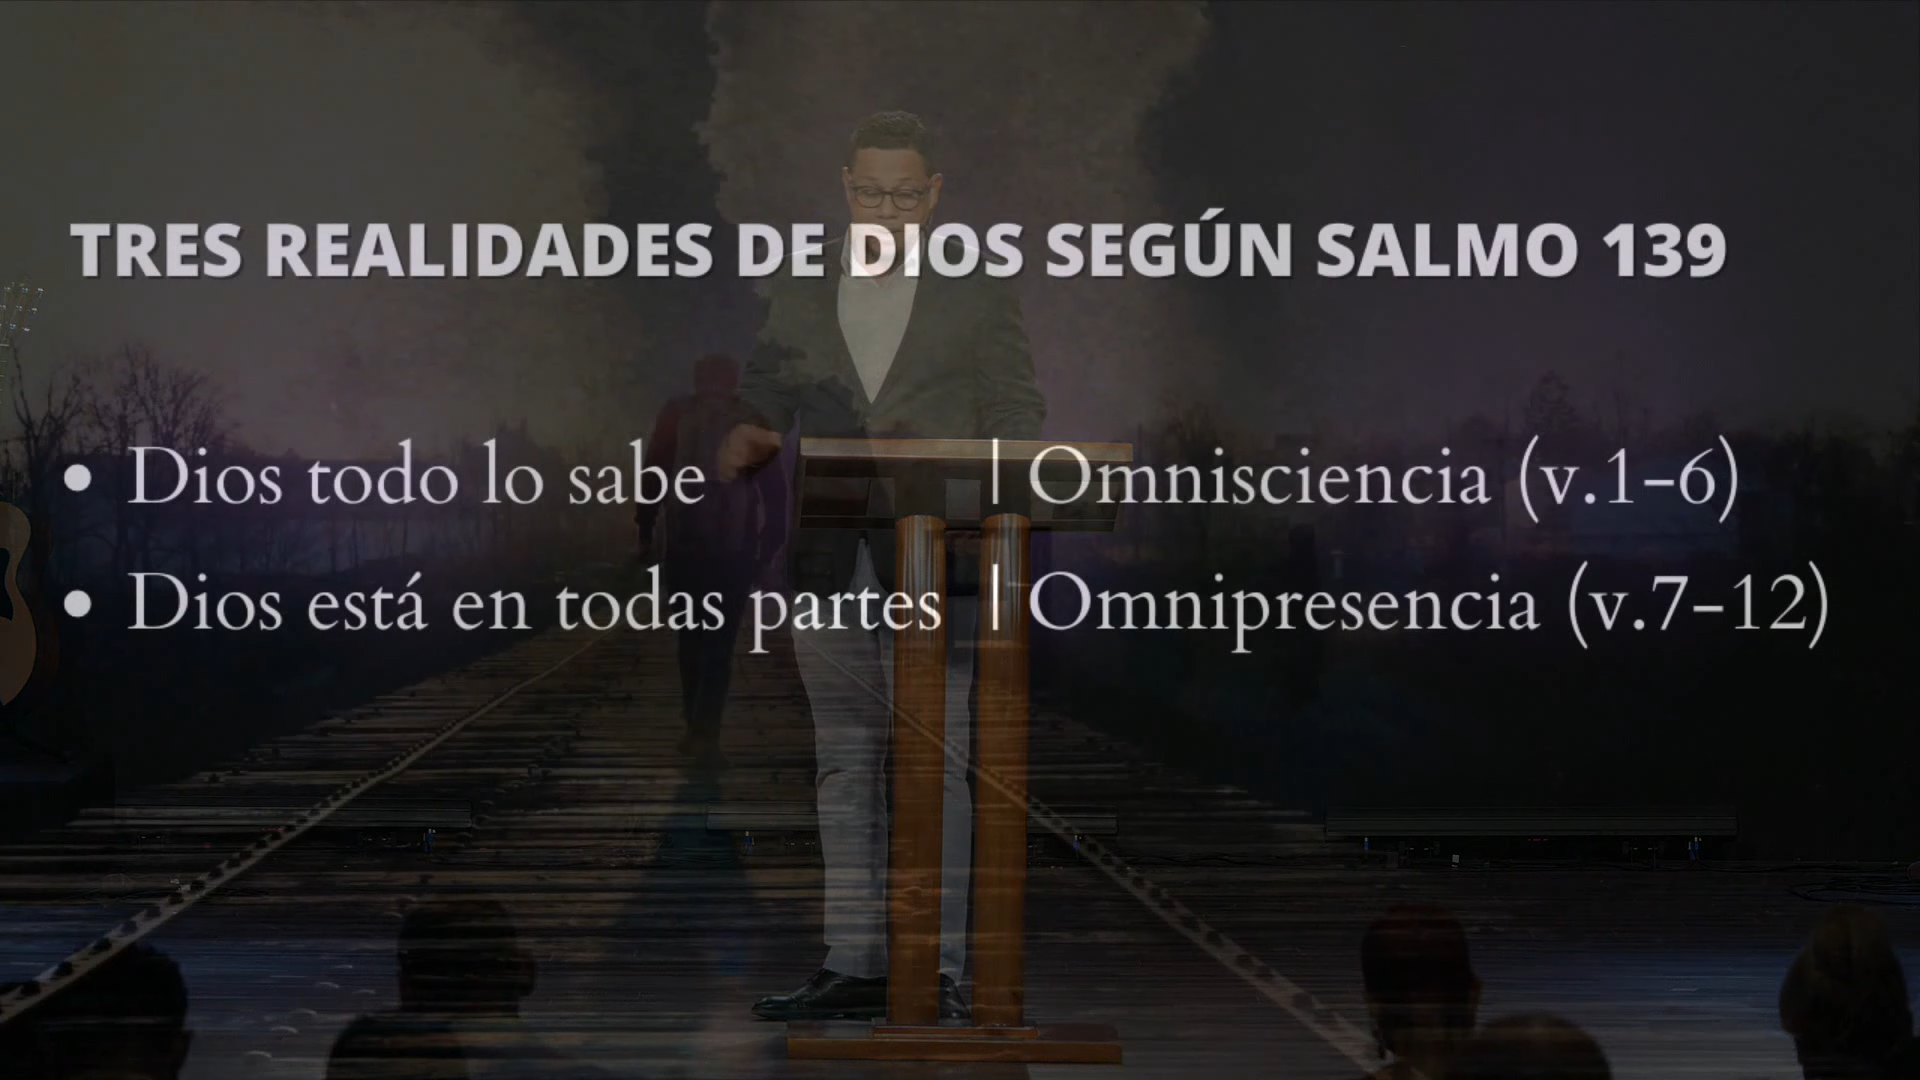 TRES REALIDADES DE DIOS SEGÚN SALMO 139
• Dios todo lo sabe | Omnisciencia (v.1-6)
• Dios está en todas partes | Omnipresencia (v.7-12)